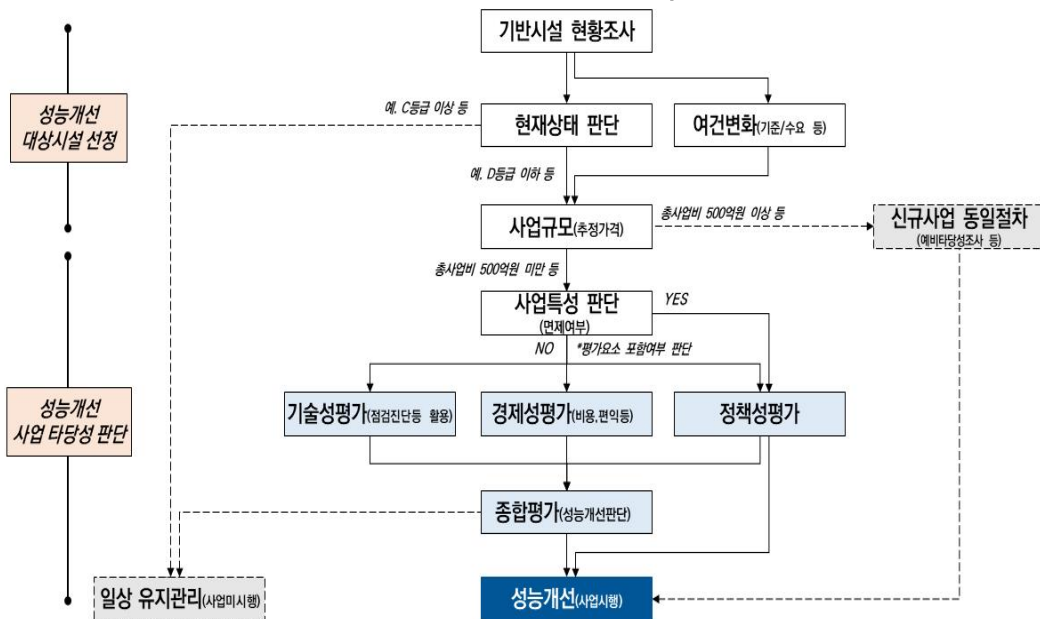 기반시설 현황조사
성능개선
대상시설 선정
예. C등급 이상 등
현재상태 판단
여건변화(기준/수요 등)
예. D등급 이하 등
사업규모(추정가격)
총사업비 500억원 이상 등
신규사업 동일절차
(예비타당성조사 등)
총사업비 500억원 미만 등
사업특성 판단
(면제여부)
YES
NO
*평가요소 포함여부 판단
성능개선
사업 타당성 판단
기술성평가(점검진단등 활용)
경제성평가(비용,편익등)
정책성평가
종합평가(성능개선판단)
일상 유지관리(사업미시행)
성능개선(사업시행)